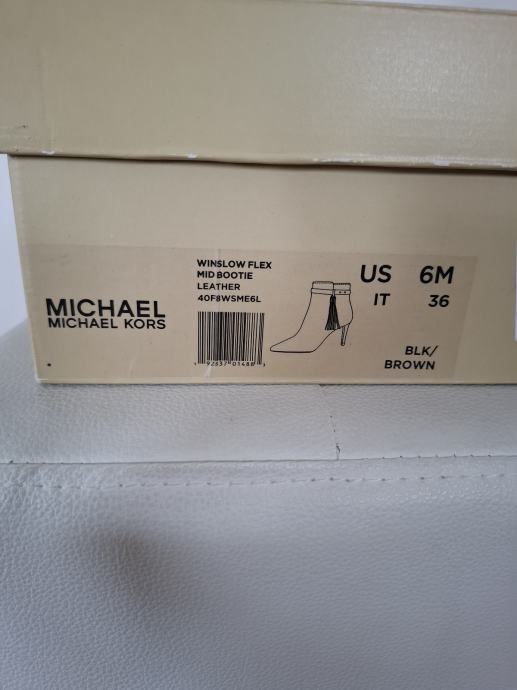 WINSLOW FLEX
MID BOOTIE
LEATHER
40F8WSME6L
MICHAEL
MICHAEL KORS
US 6M
IT 36
BLK/
BROWN